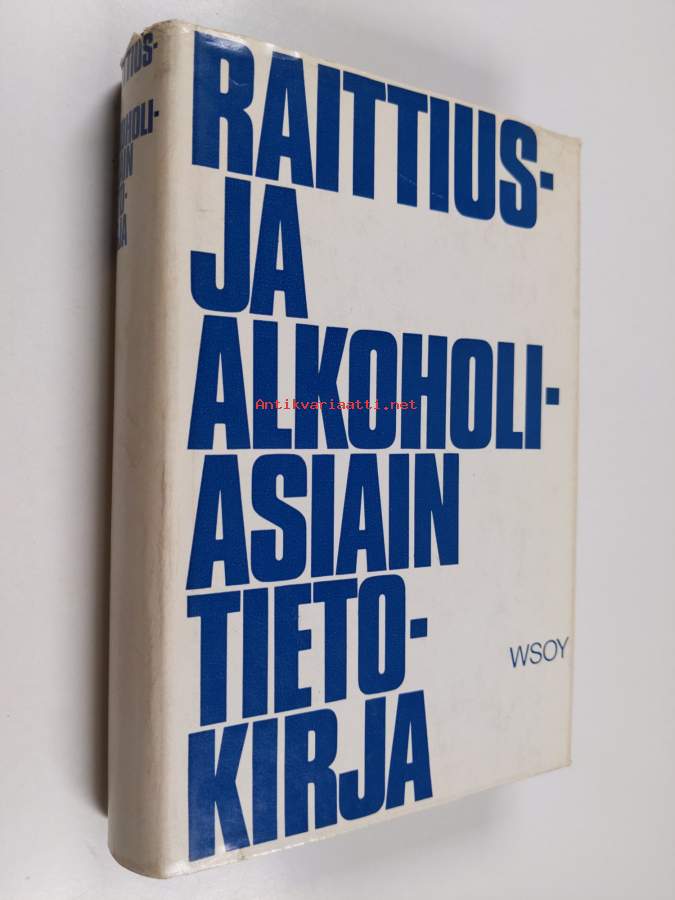 RAITTIUS-
JA
ALKOHOLI-
ASIAIN
TIETO-
KIRJA
WSOY
Antikvariaatti.net